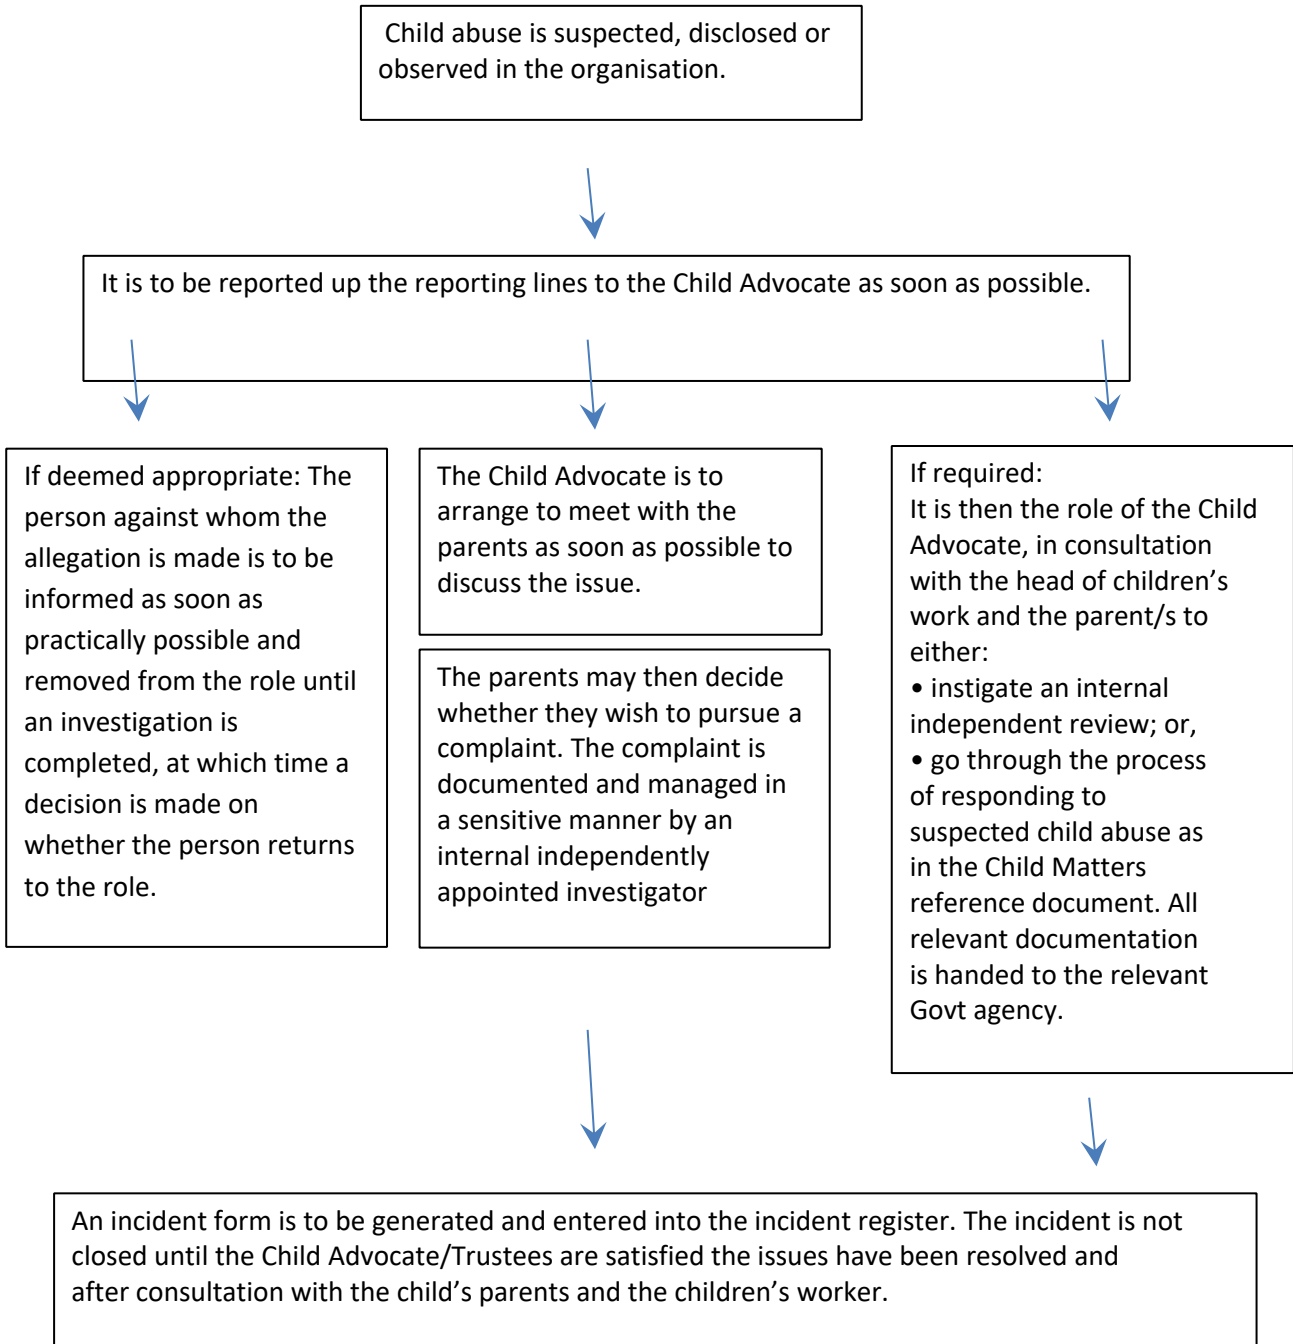 Child abuse is suspected, disclosed or
observed in the organisation.
It is to be reported up the reporting lines to the Child Advocate as soon as possible.
If deemed appropriate: The
person against whom the
allegation is made is to be
informed as soon as
practically possible and
removed from the role until
an investigation is
completed, at which time a
decision is made on
whether the person returns
to the role.
The Child Advocate is to
arrange to meet with the
parents as soon as possible to
discuss the issue.
The parents may then decide
whether they wish to pursue a
complaint. The complaint is
documented and managed in
a sensitive manner by an
internal independently
appointed investigator
If required:
It is then the role of the Child
Advocate, in consultation
with the head of children’s
work and the parent/s to
either:
• instigate an internal
independent review; or,
• go through the process
of responding to
suspected child abuse as
in the Child Matters
reference document. All
relevant documentation
is handed to the relevant
Govt agency.
An incident form is to be generated and entered into the incident register. The incident is not
closed until the Child Advocate/Trustees are satisfied the issues have been resolved and
after consultation with the child’s parents and the children’s worker.